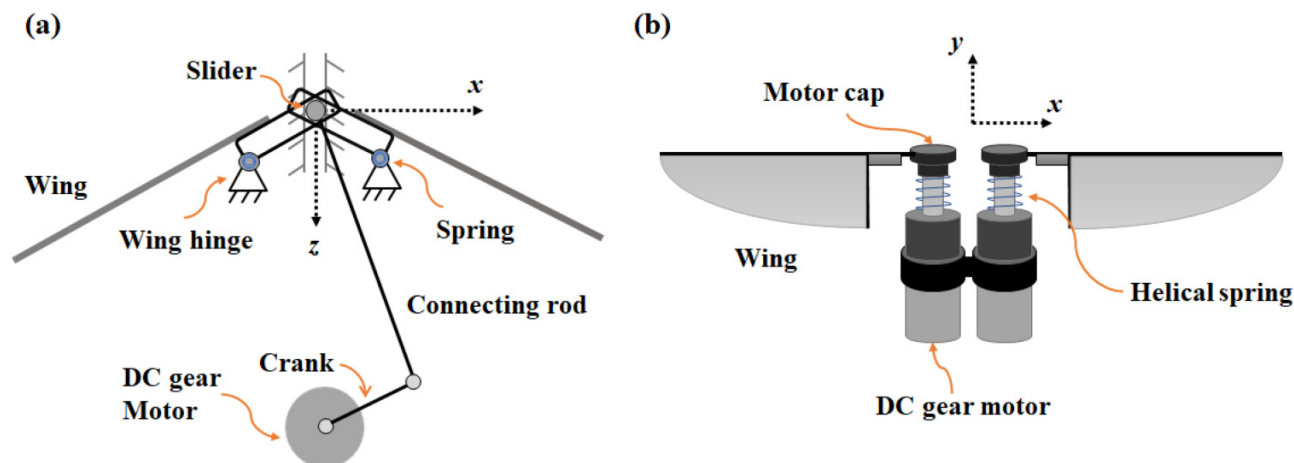 (a)
Slider
x
Wing
Wing hinge
z
Spring
Connecting rod
Crank
DC gear
Motor
(b)
y
Motor cap
x
Wing
Helical spring
DC gear motor